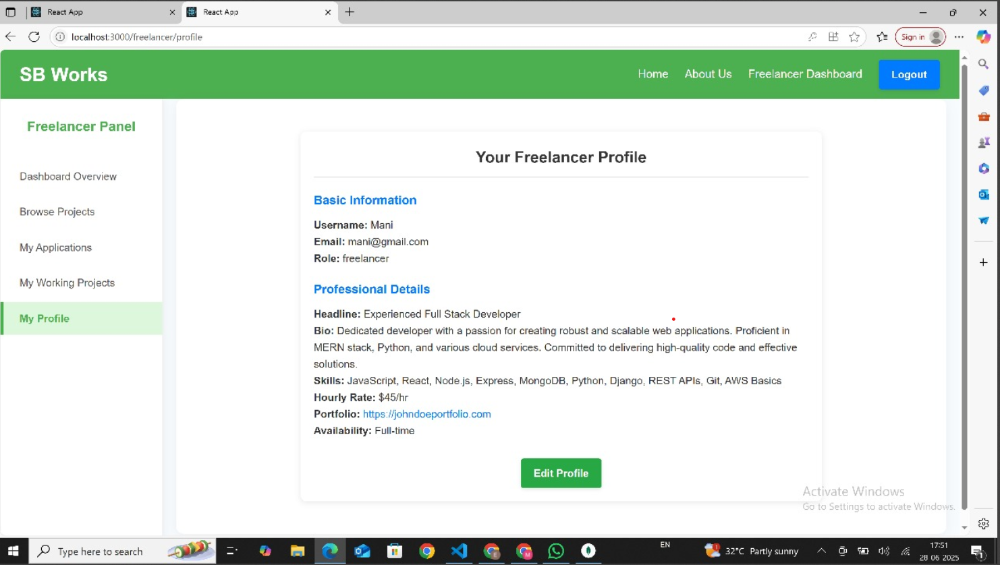 React App
React App
localhost:3000/freelancer/profile
Sign in
SB Works
Home
About Us
Freelancer Dashboard
Logout
Freelancer Panel
Dashboard Overview
Browse Projects
My Applications
My Working Projects
My Profile
Your Freelancer Profile
Basic Information
Username: Mani
Email: mani@gmail.com
Role: freelancer
Professional Details
Headline: Experienced Full Stack Developer
Bio: Dedicated developer with a passion for creating robust and scalable web applications. Proficient in
MERN stack, Python, and various cloud services. Committed to delivering high-quality code and effective
solutions.
Skills: JavaScript, React, Node.js, Express, MongoDB, Python, Django, REST APIs, Git, AWS Basics
Hourly Rate: $45/hr
Portfolio: https://johndoeportfolio.com
Availability: Full-time
Edit Profile
Activate Windows
Go to Settings to activate Windows.
Type here to search
E
M
EN
32°C Partly sunny
17:51
28-06-2025
1